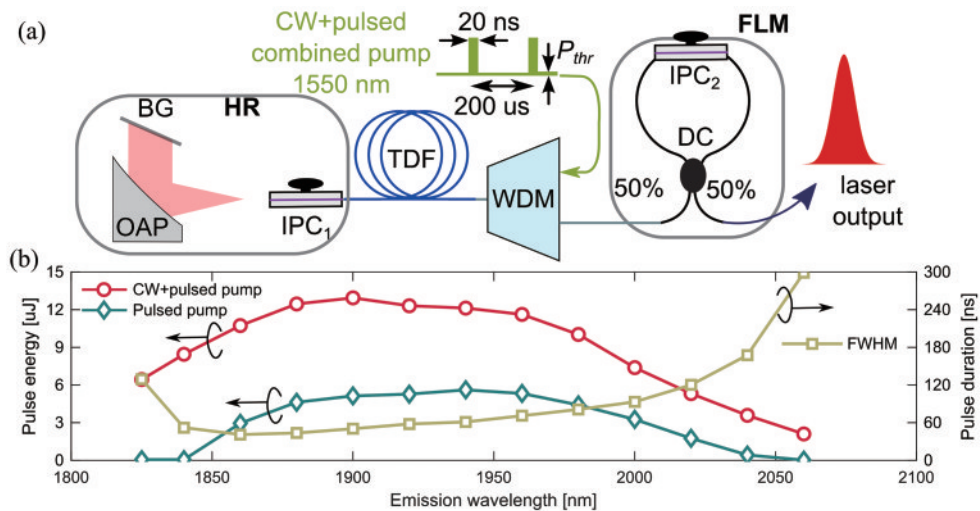 (a)
CW+pulsed
combined pump
1550 nm
20 ns
P_thr
200 us
FLM
IPC2
DC
50% 50%
laser
output
BG
HR
OAP
IPC1
TDF
WDM
(b)
15
12
9
6
3
0
Pulse energy [uJ]
CW+pulsed pump
Pulsed pump
FWHM
300
240
180
120
60
0
Pulse duration [ns]
1800 1850 1900 1950 2000 2050 2100
Emission wavelength [nm]